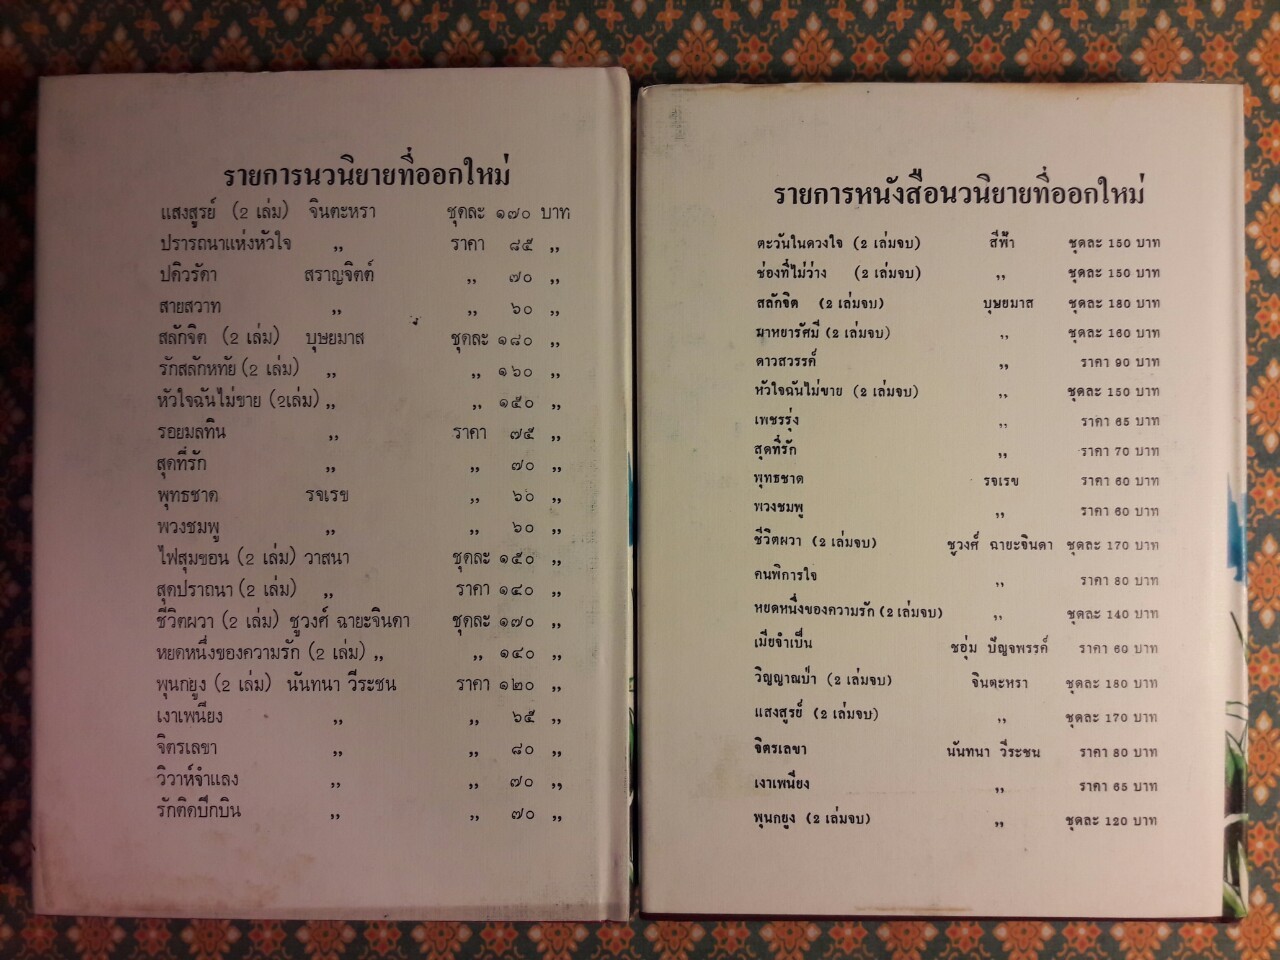 รายการนวนิยายที่ออกใหม่
แสงสูรย์ (2 เล่ม) จินตะหรา ชุดละ ๑๗๐ บาท
ปรารถนาแห่งหัวใจ ,, ราคา ๘๕ ,,
ปดิวรัดา สราญจิตต์ ,, ๗๐ ,,
สายสวาท ,, ,, ๖๐ ,,
สลักจิต (2 เล่ม) บุษยมาส ชุดละ ๑๘๐ ,,
รักสลักหทัย (2 เล่ม) ,, ,, ๑๖๐ ,,
หัวใจฉันไม่ขาย (2เล่ม) ,, ,, ๑๕๐ ,,
รอยมลทิน ,, ราคา ๗๕ ,,
สุดที่รัก ,, ,, ๗๐ ,,
พุทธชาด รจเรข ,, ๖๐ ,,
พวงชมพู ,, ,, ๖๐ ,,
ไฟสุมขอน (2 เล่ม) วาสนา ชุดละ ๑๕๐ ,,
สุดปราถนา (2 เล่ม) ,, ราคา ๑๔๐ ,,
ชีวิตผวา (2 เล่ม) ชูวงศ์ ฉายะจินดา ชุดละ ๑๗๐ ,,
หยดหนึ่งของความรัก (2 เล่ม) ,, ,, ๑๔๐ ,,
พุนกยูง (2 เล่ม) นันทนา วีระชน ราคา ๑๒๐ ,,
เงาเพนียง ,, ,, ๖๕ ,,
จิตรเลขา ,, ,, ๘๐ ,,
วิวาห์จำแลง ,, ,, ๗๐ ,,
รักติดปีกบิน ,, ,, ๗๐ ,,
รายการหนังสือนวนิยายที่ออกใหม่
ตะวันในดวงใจ (2 เล่มจบ) สีฟ้า ชุดละ 150 บาท
ช่องที่ไม่ว่าง (2 เล่มจบ) ,, ชุดละ 150 บาท
สลักจิต (2 เล่มจบ) บุษยมาส ชุดละ 180 บาท
มาหยารัศมี (2 เล่มจบ) ,, ชุดละ 160 บาท
ดาวสวรรค์ ,, ราคา 90 บาท
หัวใจฉันไม่ขาย (2 เล่มจบ) ,, ชุดละ 150 บาท
เพชรรุ่ง ,, ราคา 65 บาท
สุดที่รัก ,, ราคา 70 บาท
พุทธชาด รจเรข ราคา 60 บาท
พวงชมพู ,, ราคา 60 บาท
ชีวิตผวา (2 เล่มจบ) ชูวงศ์ ฉายะจินดา ชุดละ 170 บาท
คนพิการใจ ,, ราคา 80 บาท
หยดหนึ่งของความรัก (2 เล่มจบ) ,, ชุดละ 140 บาท
เมียจำเป็น ชอุ่ม ปัญจพรรค์ ราคา 60 บาท
วิญญาณป่า (2 เล่มจบ) จินตะหรา ชุดละ 180 บาท
แสงสูรย์ (2 เล่มจบ) ,, ชุดละ 170 บาท
จิตรเลขา นันทนา วีระชน ราคา 80 บาท
เงาเพนียง ,, ราคา 65 บาท
พุนกยูง (2 เล่มจบ) ,, ชุดละ 120 บาท